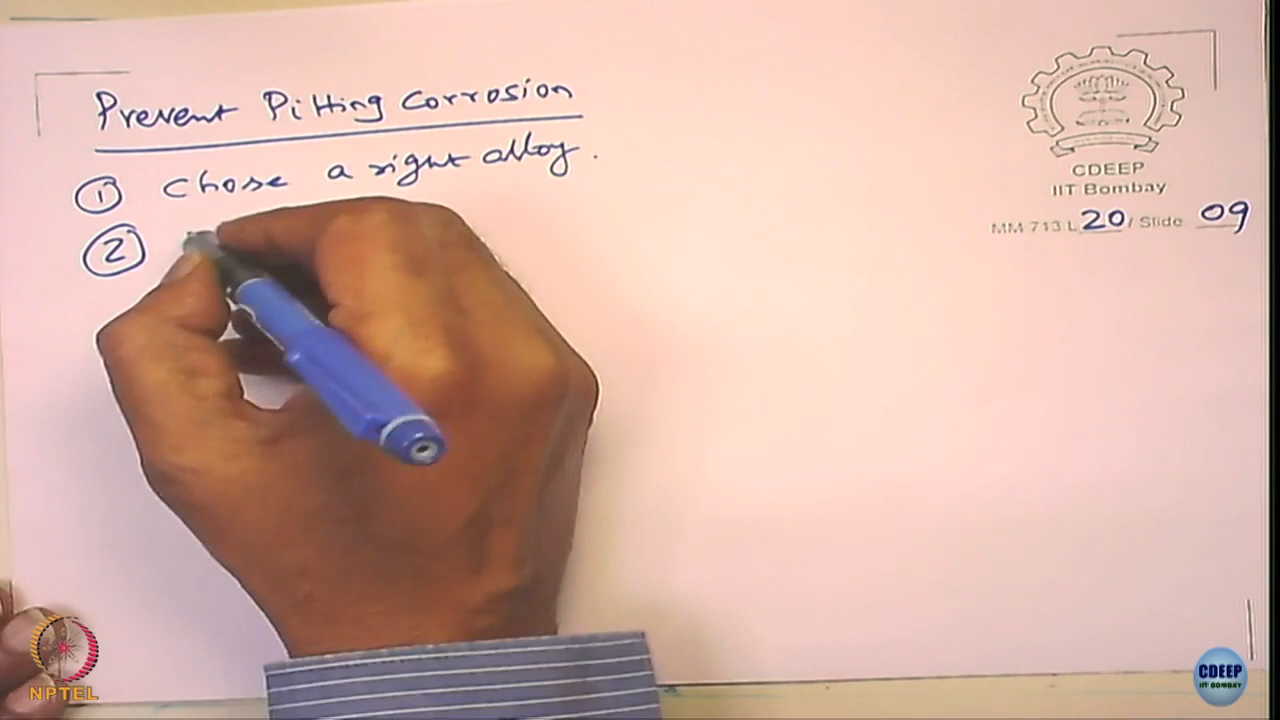 Prevent Pitting Corrosion
① Chose a right alloy.
②
CDEEP
IIT Bombay
MM 713 L 20 / Slide 09
NPTEL
CDEEP
IIT BOMBAY